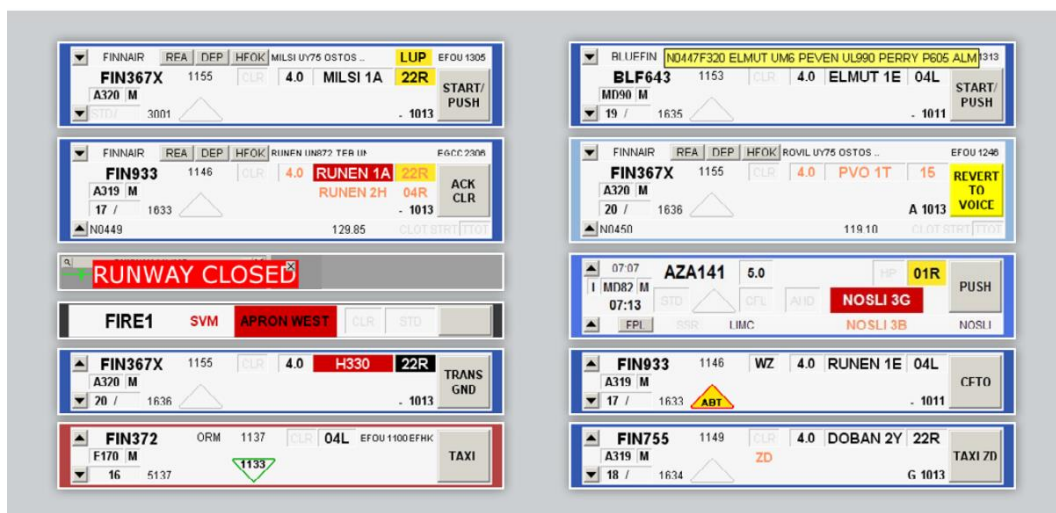 FINNAIR REA DEP HFOK MILSI UY75 OSTOS .. LUP EFOU 1305
FIN367X 1155 CLR 4.0 MILSI 1A 22R START/
A320 M PUSH
STD/ 3001 - 1013
FINNAIR REA DEP HFOK RUNEN UN872 TEB UN EGCC 2306
FIN933 1146 CLR 4.0 RUNEN 1A 22R ACK
A319 M RUNEN 2H 04R CLR
17 / 1633 - 1013
N0449 129.85 CLOT STRT TTOT
RUNWAY CLOSED
FIRE1 SVM APRON WEST CLR STD
FIN367X 1155 CLR 4.0 H330 22R TRANS
A320 M GND
20 / 1636 - 1013
FIN372 ORM 1137 CLR 04L EFOU 1100 EFHK
F170 M 1133 TAXI
16 5137
BLUEFIN N0447F320 ELMUT UM6 PEVEN UL990 PERRY P605 ALM 1313
BLF643 1153 CLR 4.0 ELMUT 1E 04L START/
MD90 M PUSH
19 / 1635 - 1011
FINNAIR REA DEP HFOK ROVIL UY75 OSTOS .. EFOU 1246
FIN367X 1155 CLR 4.0 PVO 1T 15 REVERT
A320 M TO
20 / 1636 A 1013 VOICE
N0450 119.10 CLOT STRT TTOT
07:07 AZA141 5.0 HP 01R
I MD82 M PUSH
07:13 STD CFL AHD NOSLI 3G
FPL SSR LIMC NOSLI 3B NOSLI
FIN933 1146 WZ 4.0 RUNEN 1E 04L
A319 M CFTO
17 / 1633 ABT - 1011
FIN755 1149 CLR 4.0 DOBAN 2Y 22R
A319 M ZD TAXI ZD
18 / 1634 G 1013